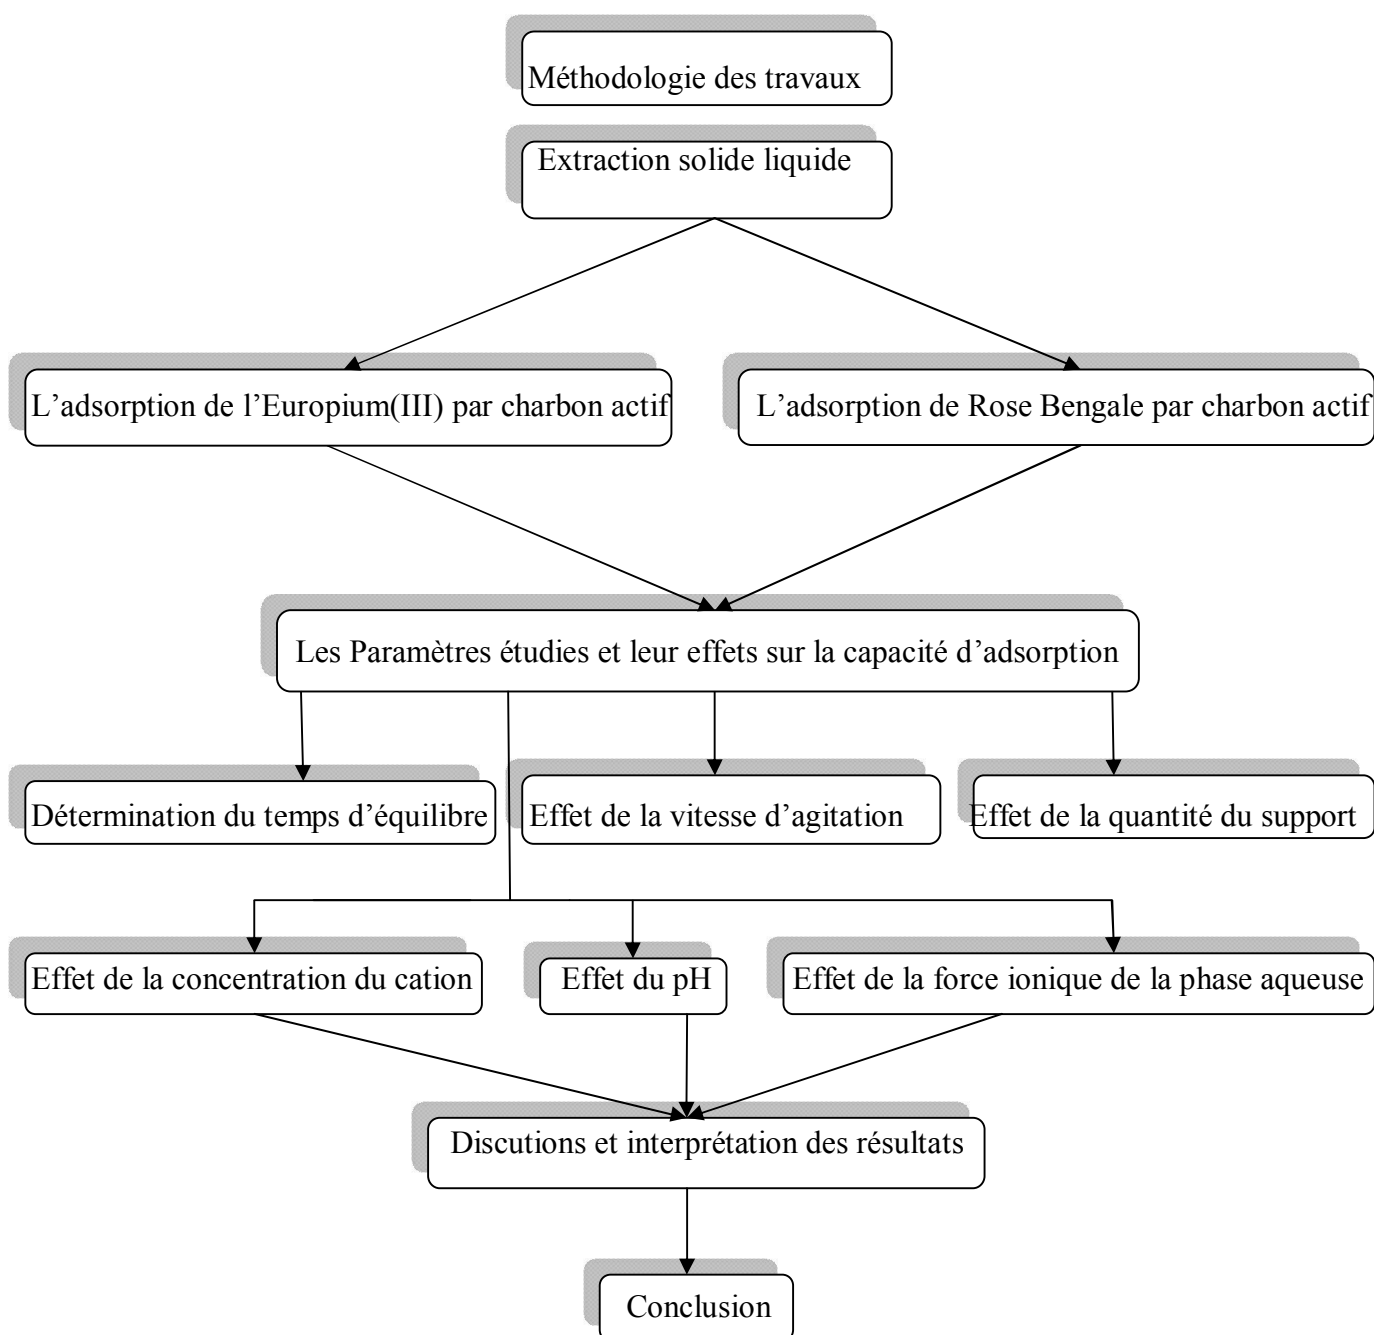 Méthodologie des travaux
Extraction solide liquide
L’adsorption de l’Europium(III) par charbon actif
L’adsorption de Rose Bengale par charbon actif
Les Paramètres étudies et leur effets sur la capacité d’adsorption
Détermination du temps d’équilibre
Effet de la vitesse d’agitation
Effet de la quantité du support
Effet de la concentration du cation
Effet du pH
Effet de la force ionique de la phase aqueuse
Discutions et interprétation des résultats
Conclusion